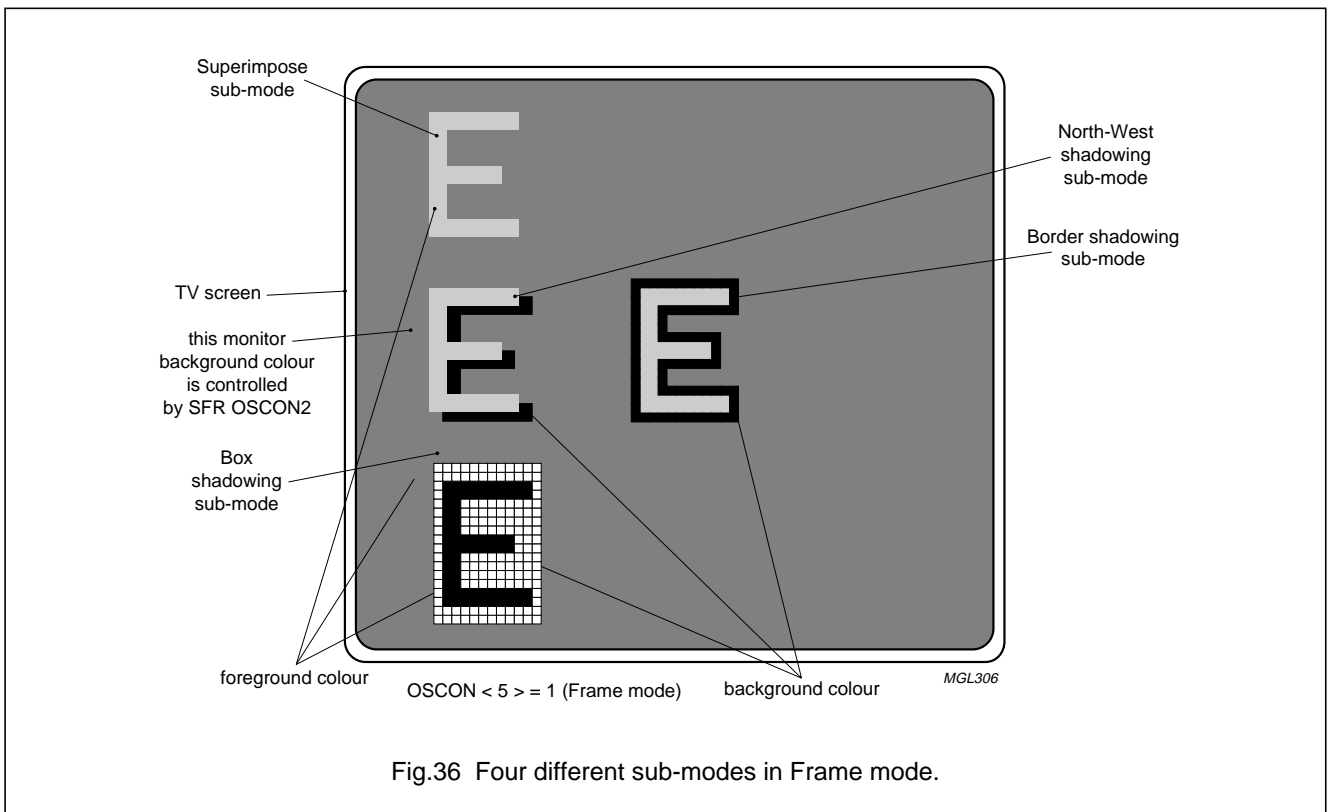 Superimpose
sub-mode
E
North-West
shadowing
sub-mode
Border shadowing
sub-mode
TV screen
E
E
this monitor
background colour
is controlled
by SFR OSCON2
Box
shadowing
sub-mode
E
foreground colour
OSCON < 5 > = 1 (Frame mode)
background colour
MGL306
Fig.36 Four different sub-modes in Frame mode.